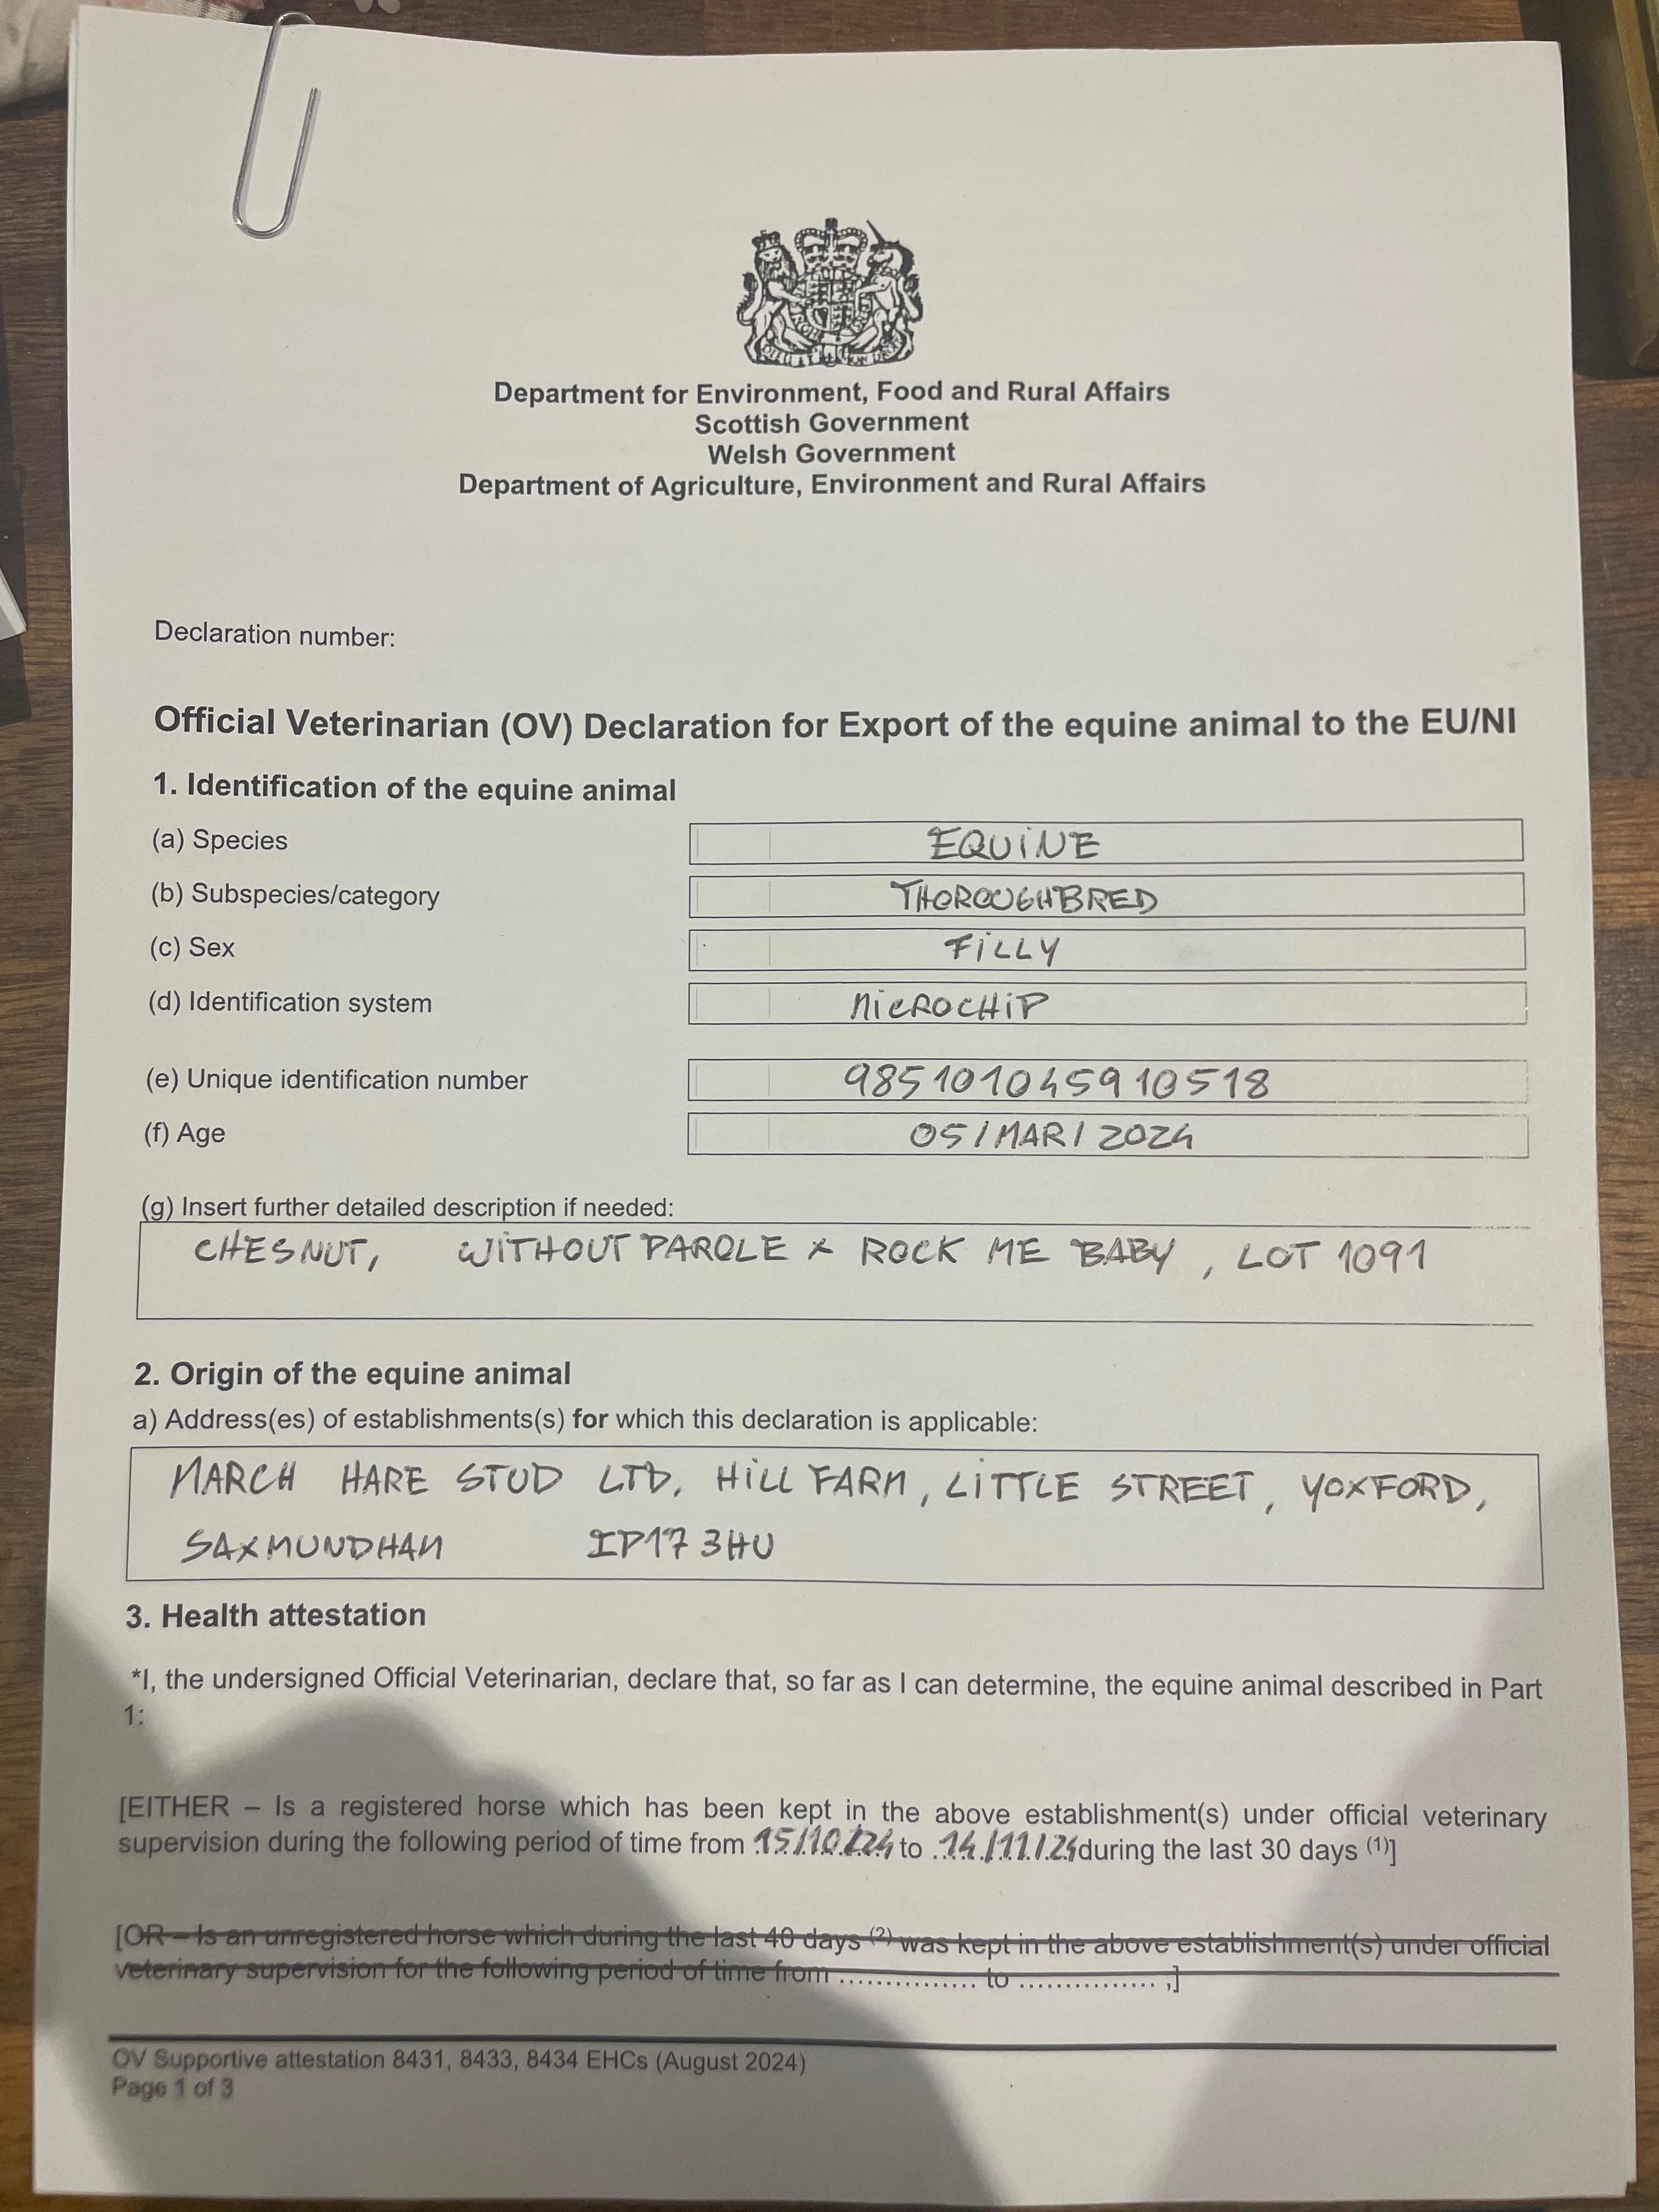 Department for Environment, Food and Rural Affairs
Scottish Government
Welsh Government
Department of Agriculture, Environment and Rural Affairs
Declaration number:
Official Veterinarian (OV) Declaration for Export of the equine animal to the EU/NI
1. Identification of the equine animal
(a) Species EQUINE
(b) Subspecies/category THOROUGHBRED
(c) Sex FILLY
(d) Identification system MICROCHIP
(e) Unique identification number 985101045910518
(f) Age 05/MAR/2024
(g) Insert further detailed description if needed:
CHESNUT, WITHOUT PAROLE x ROCK ME BABY, LOT 1091
2. Origin of the equine animal
a) Address(es) of establishments(s) for which this declaration is applicable:
MARCH HARE STUD LTD, HILL FARM, LITTLE STREET, YOXFORD,
SAXMUNDHAM IP17 3HU
3. Health attestation
*I, the undersigned Official Veterinarian, declare that, so far as I can determine, the equine animal described in Part
1:
[EITHER – Is a registered horse which has been kept in the above establishment(s) under official veterinary
supervision during the following period of time from 15/10/24 to 14/11/24 during the last 30 days (1)]
[OR – Is an unregistered horse which during the last 40 days (2) was kept in the above establishment(s) under official
veterinary supervision for the following period of time from ............... to ............... ,]
OV Supportive attestation 8431, 8433, 8434 EHCs (August 2024)
Page 1 of 3